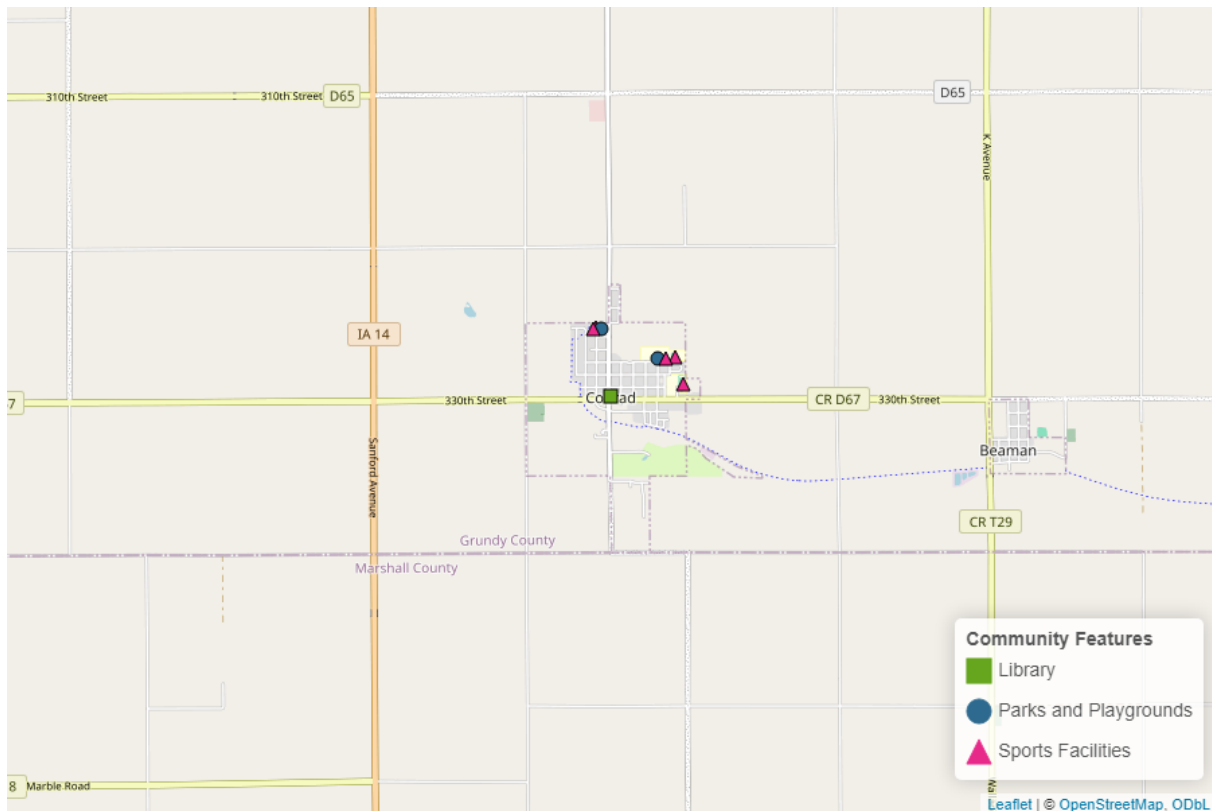 310th Street
310th Street
D65
D65
K Avenue
IA 14
7
330th Street
CR D67
330th Street
Sanford Avenue
Beaman
CR T29
Grundy County
Marshall County
Community Features
Library
Parks and Playgrounds
Sports Facilities
8
Marble Road
Leaflet | © OpenStreetMap, ODbL